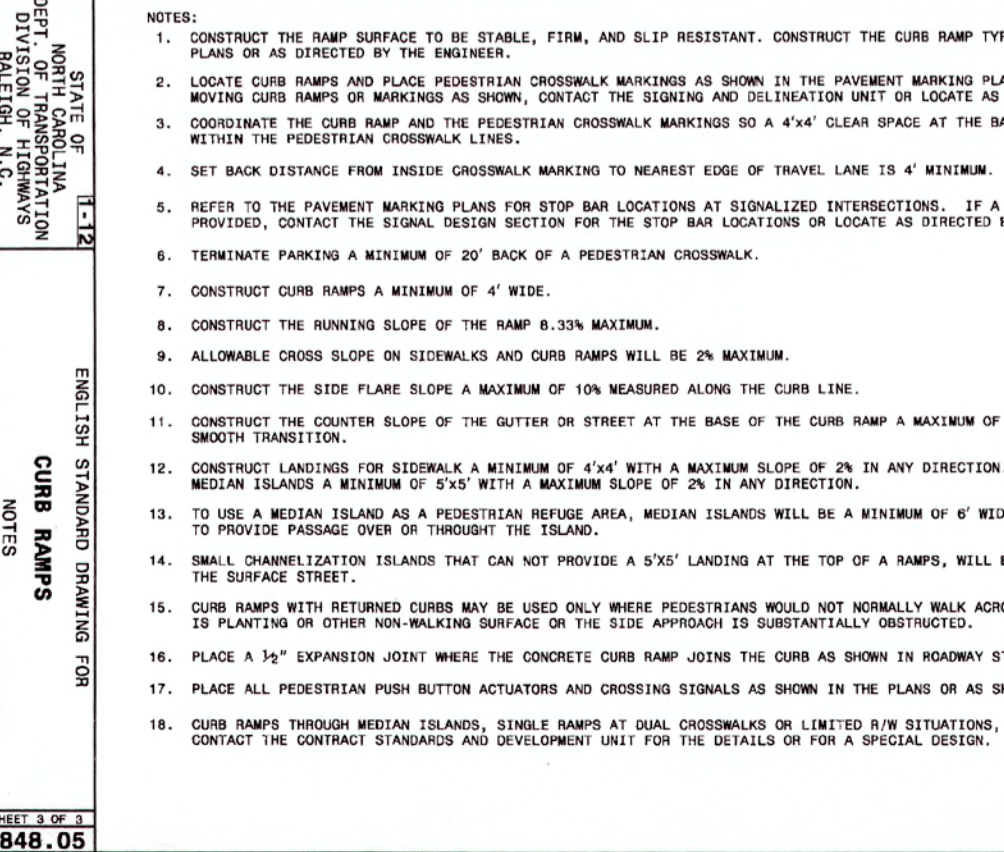 STATE OF
NORTH CAROLINA
DEPT. OF TRANSPORTATION
DIVISION OF HIGHWAYS
RALEIGH, N.C.
1-12
ENGLISH STANDARD DRAWING FOR
CURB RAMPS
NOTES
HEET 3 OF 3
848.05
NOTES:
1. CONSTRUCT THE RAMP SURFACE TO BE STABLE, FIRM, AND SLIP RESISTANT. CONSTRUCT THE CURB RAMP TYP
PLANS OR AS DIRECTED BY THE ENGINEER.
2. LOCATE CURB RAMPS AND PLACE PEDESTRIAN CROSSWALK MARKINGS AS SHOWN IN THE PAVEMENT MARKING PLA
MOVING CURB RAMPS OR MARKINGS AS SHOWN, CONTACT THE SIGNING AND DELINEATION UNIT OR LOCATE AS
3. COORDINATE THE CURB RAMP AND THE PEDESTRIAN CROSSWALK MARKINGS SO A 4'x4' CLEAR SPACE AT THE BA
WITHIN THE PEDESTRIAN CROSSWALK LINES.
4. SET BACK DISTANCE FROM INSIDE CROSSWALK MARKING TO NEAREST EDGE OF TRAVEL LANE IS 4' MINIMUM.
5. REFER TO THE PAVEMENT MARKING PLANS FOR STOP BAR LOCATIONS AT SIGNALIZED INTERSECTIONS. IF A
PROVIDED, CONTACT THE SIGNAL DESIGN SECTION FOR THE STOP BAR LOCATIONS OR LOCATE AS DIRECTED B
6. TERMINATE PARKING A MINIMUM OF 20' BACK OF A PEDESTRIAN CROSSWALK.
7. CONSTRUCT CURB RAMPS A MINIMUM OF 4' WIDE.
8. CONSTRUCT THE RUNNING SLOPE OF THE RAMP 8.33% MAXIMUM.
9. ALLOWABLE CROSS SLOPE ON SIDEWALKS AND CURB RAMPS WILL BE 2% MAXIMUM.
10. CONSTRUCT THE SIDE FLARE SLOPE A MAXIMUM OF 10% MEASURED ALONG THE CURB LINE.
11. CONSTRUCT THE COUNTER SLOPE OF THE GUTTER OR STREET AT THE BASE OF THE CURB RAMP A MAXIMUM OF
SMOOTH TRANSITION.
12. CONSTRUCT LANDINGS FOR SIDEWALK A MINIMUM OF 4'x4' WITH A MAXIMUM SLOPE OF 2% IN ANY DIRECTION.
MEDIAN ISLANDS A MINIMUM OF 5'x5' WITH A MAXIMUM SLOPE OF 2% IN ANY DIRECTION.
13. TO USE A MEDIAN ISLAND AS A PEDESTRIAN REFUGE AREA, MEDIAN ISLANDS WILL BE A MINIMUM OF 6' WID
TO PROVIDE PASSAGE OVER OR THROUGHT THE ISLAND.
14. SMALL CHANNELIZATION ISLANDS THAT CAN NOT PROVIDE A 5'X5' LANDING AT THE TOP OF A RAMPS, WILL B
THE SURFACE STREET.
15. CURB RAMPS WITH RETURNED CURBS MAY BE USED ONLY WHERE PEDESTRIANS WOULD NOT NORMALLY WALK ACRO
IS PLANTING OR OTHER NON-WALKING SURFACE OR THE SIDE APPROACH IS SUBSTANTIALLY OBSTRUCTED.
16. PLACE A ½" EXPANSION JOINT WHERE THE CONCRETE CURB RAMP JOINS THE CURB AS SHOWN IN ROADWAY ST
17. PLACE ALL PEDESTRIAN PUSH BUTTON ACTUATORS AND CROSSING SIGNALS AS SHOWN IN THE PLANS OR AS SH
18. CURB RAMPS THROUGH MEDIAN ISLANDS, SINGLE RAMPS AT DUAL CROSSWALKS OR LIMITED R/W SITUATIONS,
CONTACT THE CONTRACT STANDARDS AND DEVELOPMENT UNIT FOR THE DETAILS OR FOR A SPECIAL DESIGN.